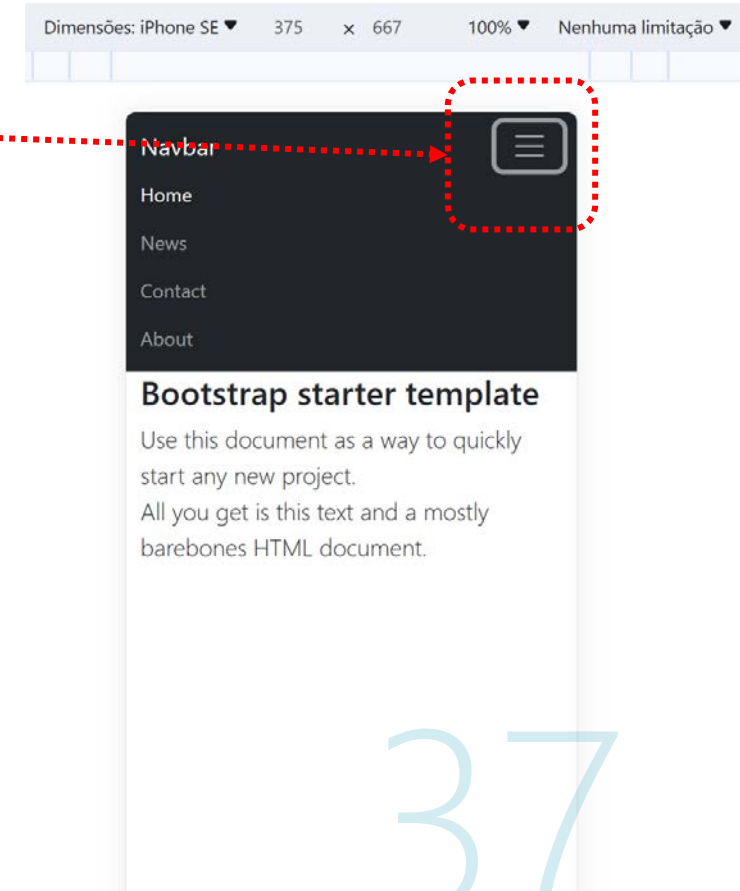 Dimensões: iPhone SE 375 x 667 100% Nenhuma limitação
Navbar
Home
News
Contact
About
Bootstrap starter template
Use this document as a way to quickly
start any new project.
All you get is this text and a mostly
barebones HTML document.
37